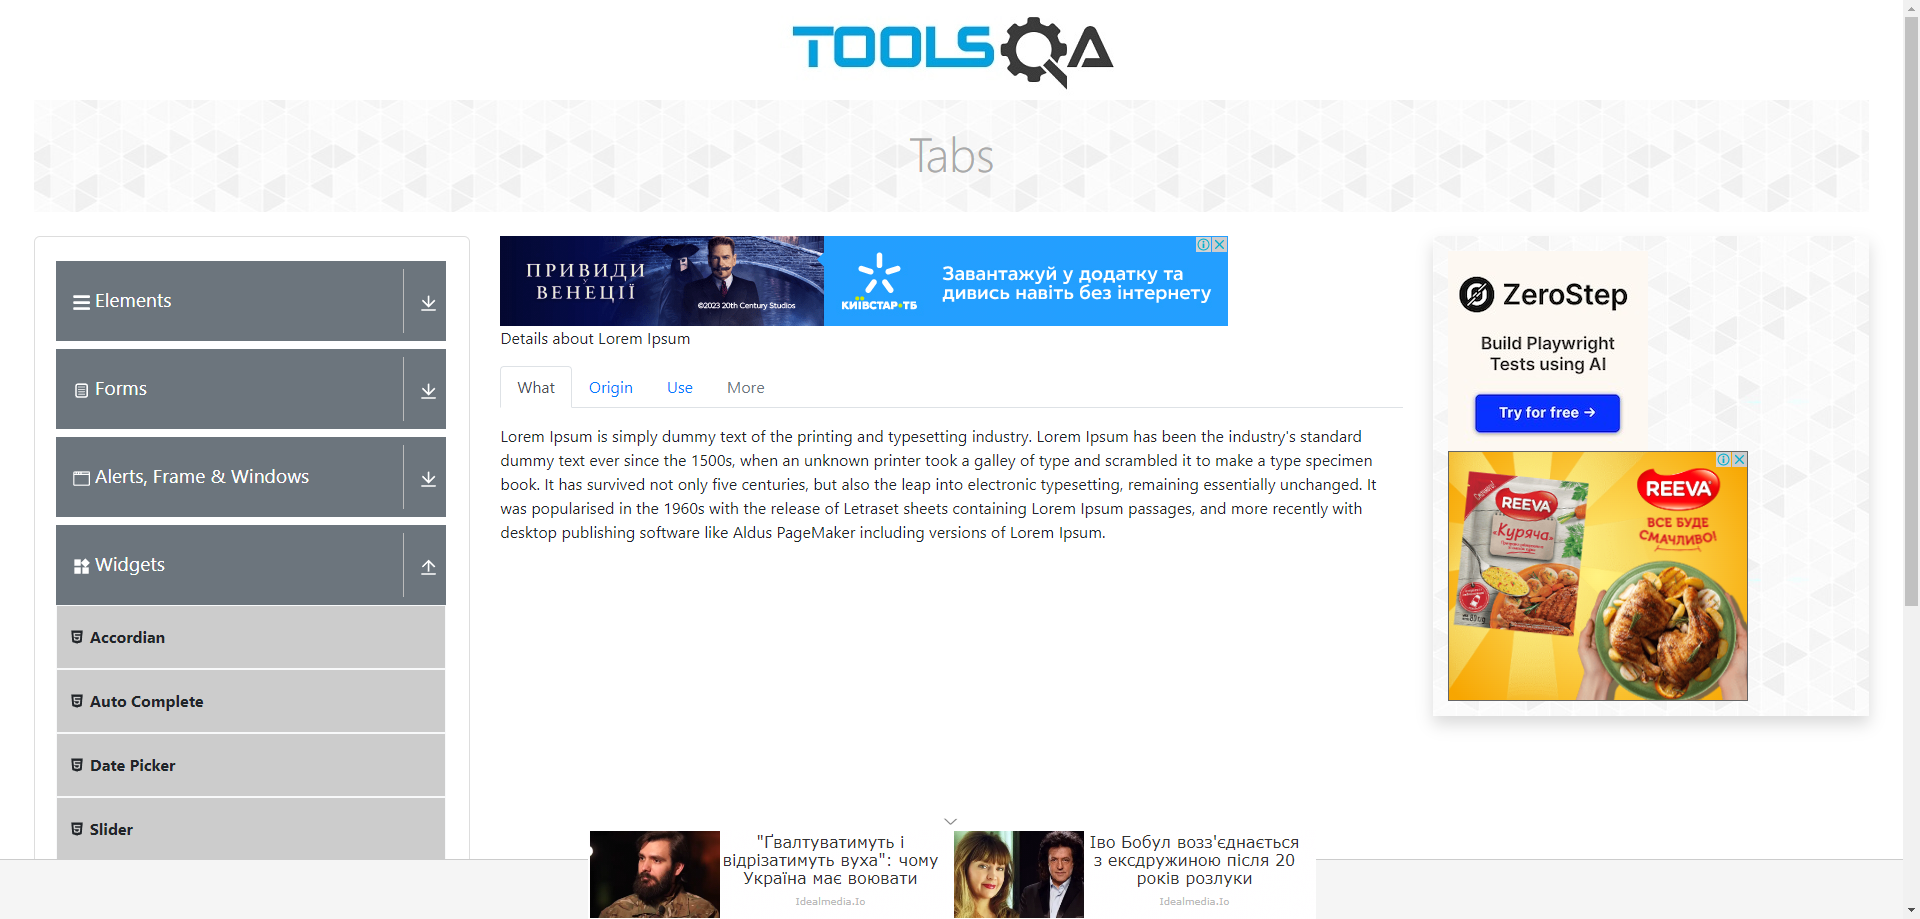 TOOLSQA
Tabs
Elements
Forms
Alerts, Frame & Windows
Widgets
Accordian
Auto Complete
Date Picker
Slider
ПРИВИДИ
У
ВЕНЕЦІЇ
©2023 20th Century Studios
КИЇВСТАР·ТБ
Завантажуй у додатку та
дивись навіть без інтернету
Details about Lorem Ipsum
What Origin Use More
Lorem Ipsum is simply dummy text of the printing and typesetting industry. Lorem Ipsum has been the industry's standard
dummy text ever since the 1500s, when an unknown printer took a galley of type and scrambled it to make a type specimen
book. It has survived not only five centuries, but also the leap into electronic typesetting, remaining essentially unchanged. It
was popularised in the 1960s with the release of Letraset sheets containing Lorem Ipsum passages, and more recently with
desktop publishing software like Aldus PageMaker including versions of Lorem Ipsum.
ZeroStep
Build Playwright
Tests using AI
Try for free →
REEVA
ВСЕ БУДЕ
СМАЧЛИВО!
REEVA
«Куряча»
"Ґвалтуватимуть і
відрізатимуть вуха": чому
Україна має воювати
Idealmedia.Io
Іво Бобул возз'єднається
з ексдружиною після 20
років розлуки
Idealmedia.Io